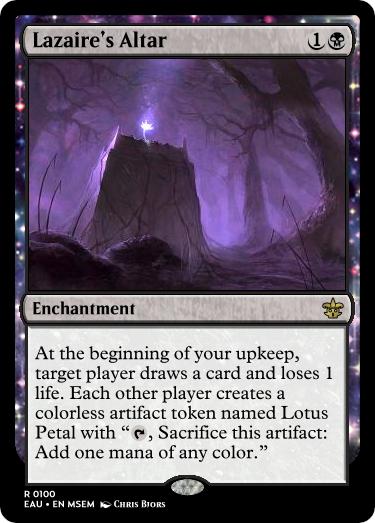 Lazaire's Altar 1
Enchantment
At the beginning of your upkeep,
target player draws a card and loses 1
life. Each other player creates a
colorless artifact token named Lotus
Petal with “, Sacrifice this artifact:
Add one mana of any color.”
R 0100
EAU • EN MSEM Chris Bjors